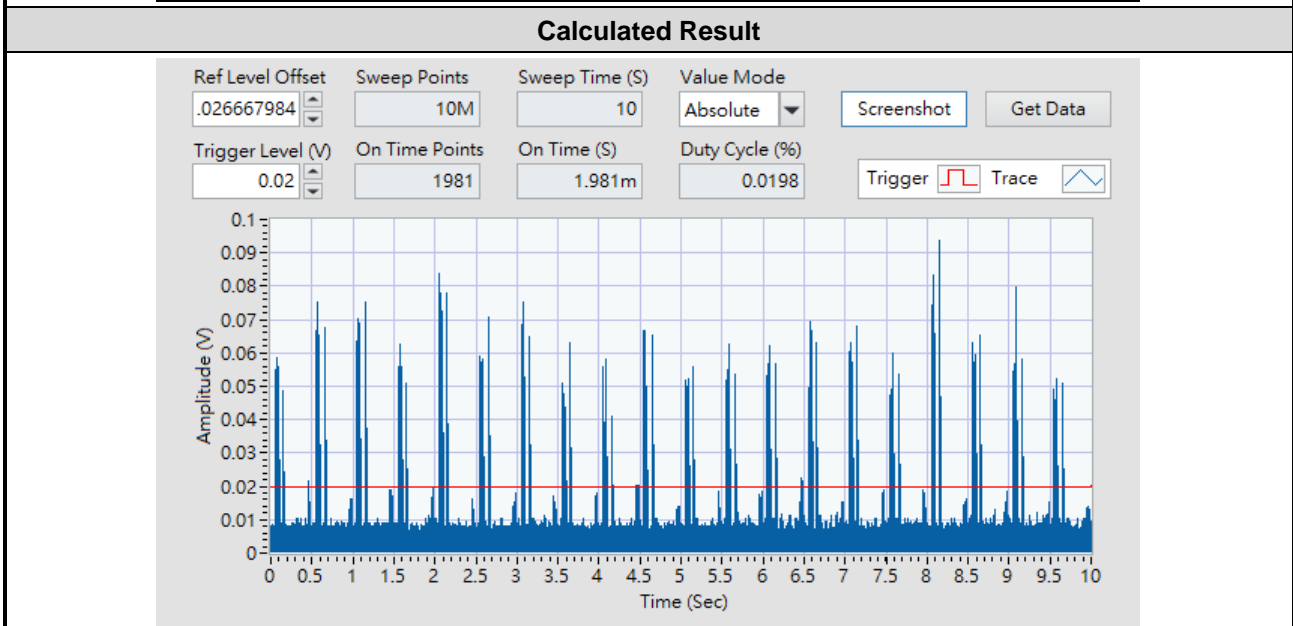 Calculated Result
Ref Level Offset Sweep Points Sweep Time (S) Value Mode
.026667984 10M 10 Absolute Screenshot Get Data
Trigger Level (V) On Time Points On Time (S) Duty Cycle (%)
0.02 1981 1.981m 0.0198 Trigger Trace
0.1
0.09
0.08
0.07
0.06
0.05
0.04
0.03
0.02
0.01
0
Amplitude (V)
0 0.5 1 1.5 2 2.5 3 3.5 4 4.5 5 5.5 6 6.5 7 7.5 8 8.5 9 9.5 10
Time (Sec)